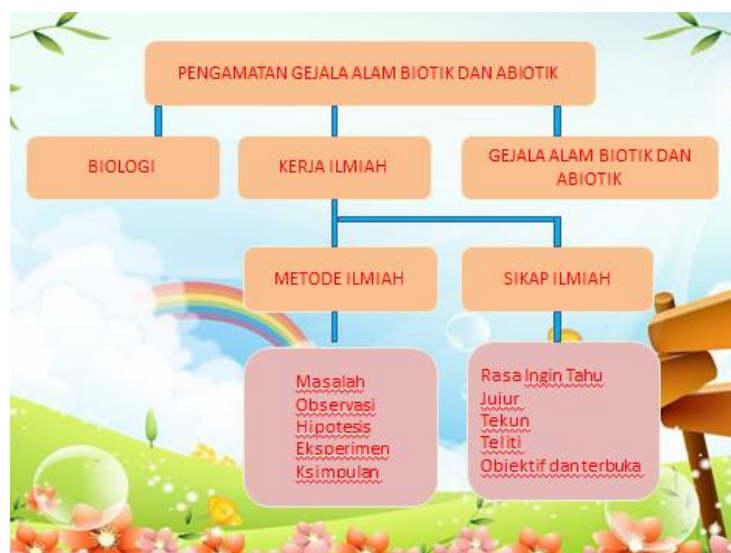 PENGAMATAN GEJALA ALAM BIOTIK DAN ABIOTIK
BIOLOGI
KERJA ILMIAH
GEJALA ALAM BIOTIK DAN
ABIOTIK
METODE ILMIAH
SIKAP ILMIAH
Masalah
Observasi
Hipotesis
Eksperimen
Ksimpulan
Rasa Ingin Tahu
Jujur
Tekun
Teliti
Objektif dan terbuka